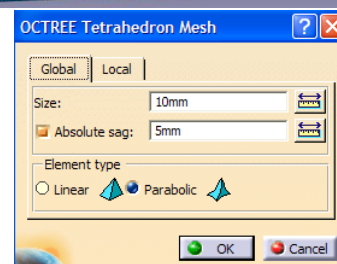 OCTREE Tetrahedron Mesh
Global Local
Size: 10mm
Absolute sag: 5mm
Element type
Linear Parabolic
OK Cancel